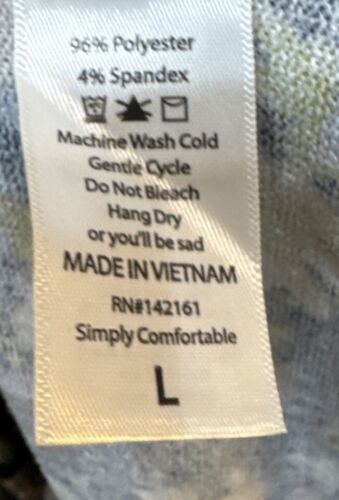 96% Polyester
4% Spandex
Machine Wash Cold
Gentle Cycle
Do Not Bleach
Hang Dry
or you'll be sad
MADE IN VIETNAM
RN#142161
Simply Comfortable
L